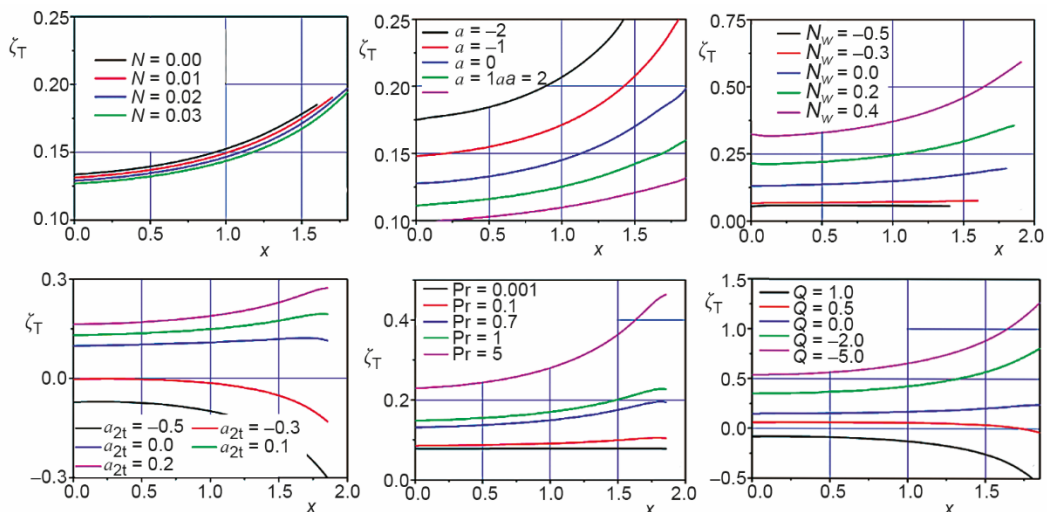 ζT
0.25
0.20
0.15
0.10
N = 0.00
N = 0.01
N = 0.02
N = 0.03
0.0 0.5 1.0 1.5
x
ζT
0.25
0.20
0.15
0.10
a = –2
a = –1
a = 0
a = 1aa = 2
0.0 0.5 1.0 1.5
x
ζT
0.75
0.50
0.25
0.00
Nw = –0.5
Nw = –0.3
Nw = 0.0
Nw = 0.2
Nw = 0.4
0.0 0.5 1.0 1.5 2.0
x
ζT
0.3
0.0
–0.3
a2t = –0.5 a2t = –0.3
a2t = 0.0 a2t = 0.1
a2t = 0.2
0.0 0.5 1.0 1.5 2.0
x
ζT
0.4
0.2
0.0
Pr = 0.001
Pr = 0.1
Pr = 0.7
Pr = 1
Pr = 5
0.0 0.5 1.0 1.5 2.0
x
ζT
1.5
1.0
0.5
0.0
–0.5
Q = 1.0
Q = 0.5
Q = 0.0
Q = –2.0
Q = –5.0
0.0 0.5 1.0 1.5
x